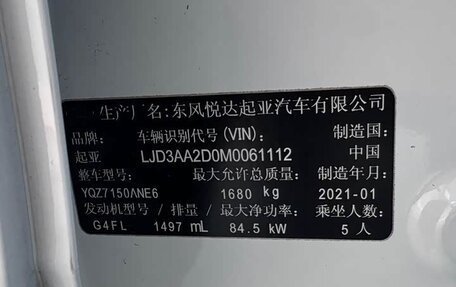 生产厂名:东风悦达起亚汽车有限公司
品牌: 车辆识别代号(VIN): 制造国:
起亚 LJD3AA2D0M0061112 中国
整车型号: 最大允许总质量: 制造年月:
YQZ7150ANE6 1680 kg 2021-01
发动机型号 / 排量 / 最大净功率: 乘坐人数:
G4FL 1497 mL 84.5 kW 5 人